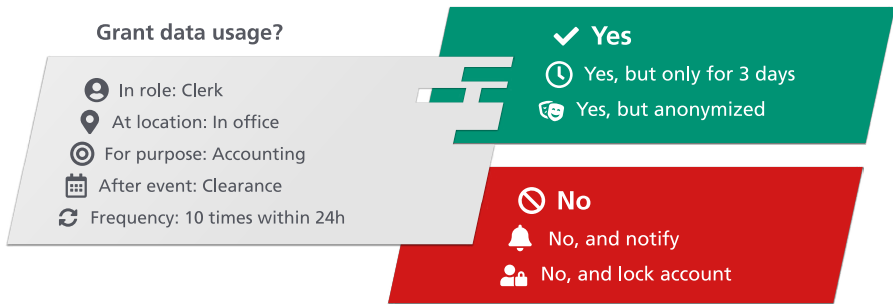 Grant data usage?
In role: Clerk
At location: In office
For purpose: Accounting
After event: Clearance
Frequency: 10 times within 24h
Yes
Yes, but only for 3 days
Yes, but anonymized
No
No, and notify
No, and lock account